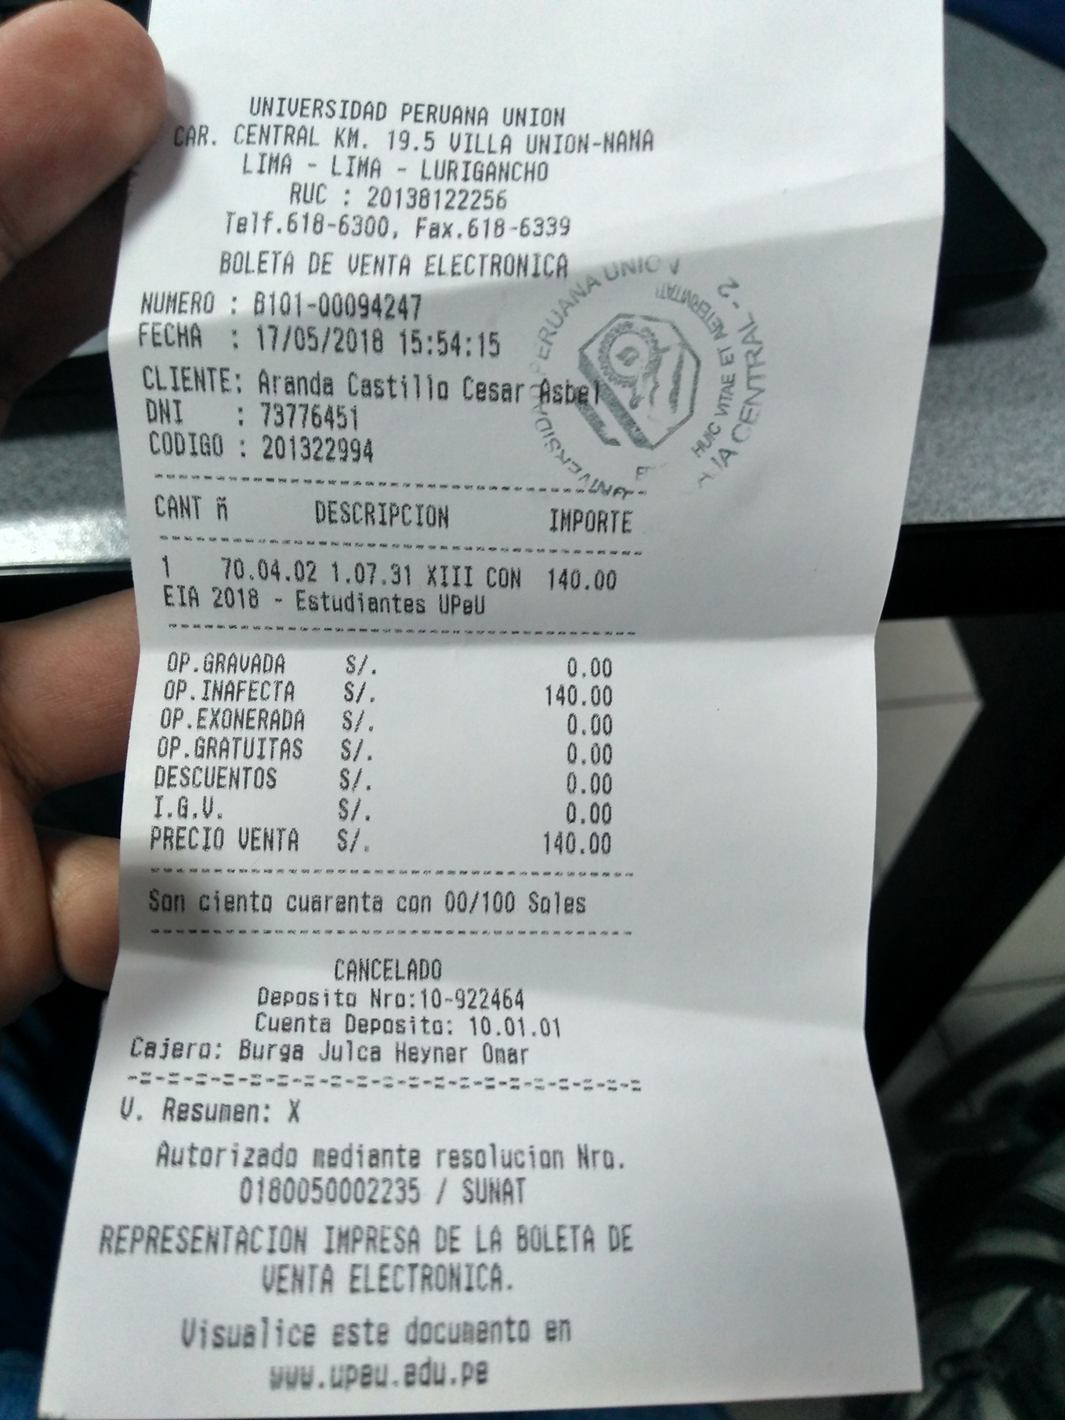 UNIVERSIDAD PERUANA UNION
CAR. CENTRAL KM. 19.5 VILLA UNION-NANA
LIMA - LIMA - LURIGANCHO
RUC : 20138122256
Telf.618-6300, Fax.618-6339
BOLETA DE VENTA ELECTRONICA
NUMERO : B101-00094247
FECHA : 17/05/2018 15:54:15
CLIENTE: Aranda Castillo Cesar Asbel
DNI : 73776451
CODIGO : 201322994
PERUANA UNION
HUIC VITAE ET AETERNITATI
CENTRAL - 2
CANT ñ DESCRIPCION IMPORTE
1 70.04.02 1.07.31 XIII CON 140.00
EIA 2018 - Estudiantes UPeU
OP.GRAVADA S/. 0.00
OP.INAFECTA S/. 140.00
OP.EXONERADA S/. 0.00
OP.GRATUITAS S/. 0.00
DESCUENTOS S/. 0.00
I.G.V. S/. 0.00
PRECIO VENTA S/. 140.00
Son ciento cuarenta con 00/100 Soles
CANCELADO
Deposito Nro:10-922464
Cuenta Deposito: 10.01.01
Cajero: Burga Julca Heyner Omar
-=-=-=-=-=-=-=-=-=-=-=-=-=-=-=-=-=-=-=
V. Resumen: X
Autorizado mediante resolucion Nro.
0180050002235 / SUNAT
REPRESENTACION IMPRESA DE LA BOLETA DE
VENTA ELECTRONICA.
Visualice este documento en
www.upeu.edu.pe